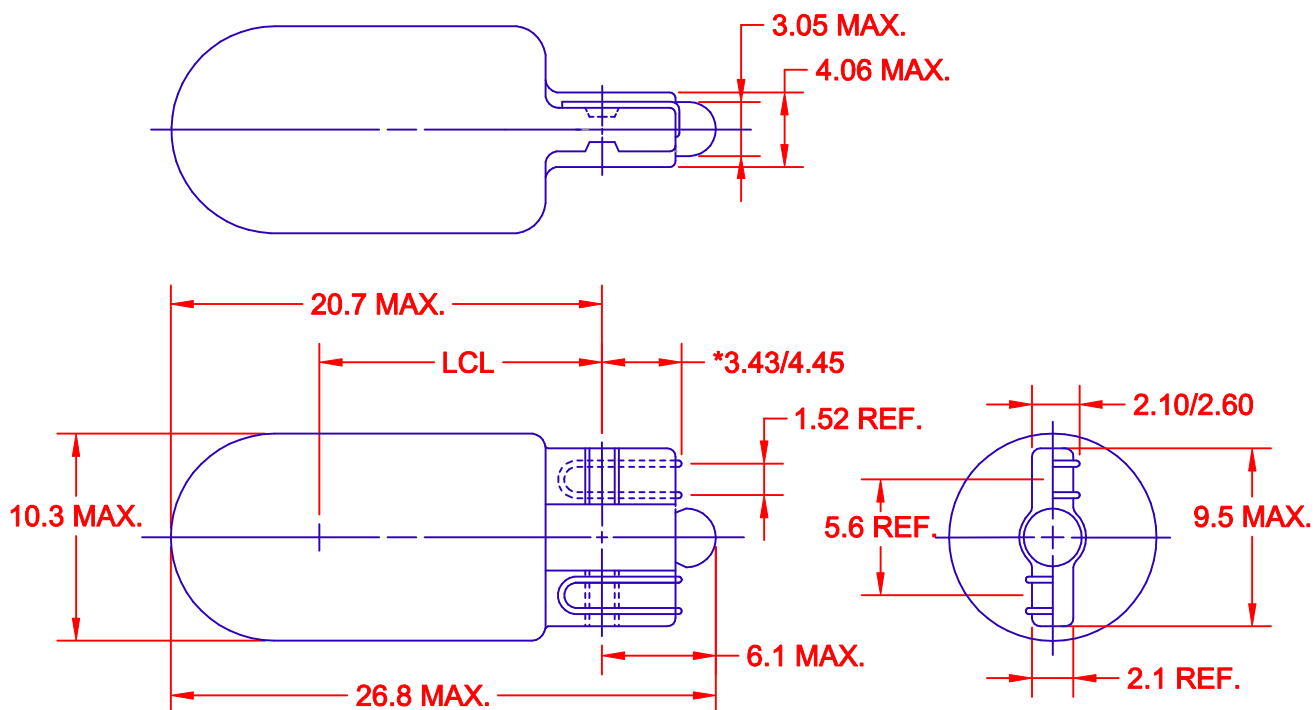 3.05 MAX.
4.06 MAX.
20.7 MAX.
LCL
*3.43/4.45
1.52 REF.
2.10/2.60
10.3 MAX.
5.6 REF.
9.5 MAX.
6.1 MAX.
26.8 MAX.
2.1 REF.